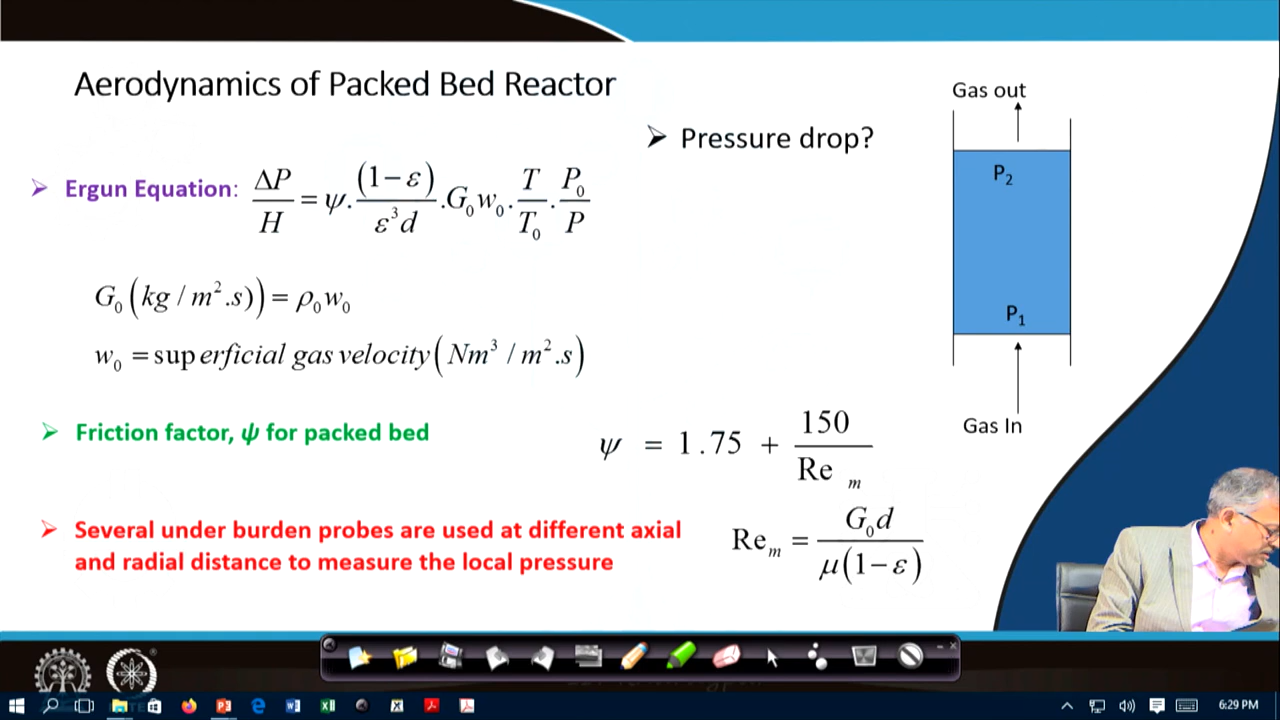 Aerodynamics of Packed Bed Reactor
Gas out
➤ Pressure drop?
P₂
➤ Ergun Equation: ΔP/H = ψ.(1−ε)/(ε³d).G₀w₀.T/T₀.P₀/P
G₀(kg / m².s)) = ρ₀w₀
P₁
w₀ = sup erficial gas velocity(Nm³ / m².s)
➤ Friction factor, ψ for packed bed
ψ = 1.75 + 150/Re m
Gas In
➤ Several under burden probes are used at different axial
and radial distance to measure the local pressure
Reₘ = G₀d/μ(1−ε)
6:29 PM